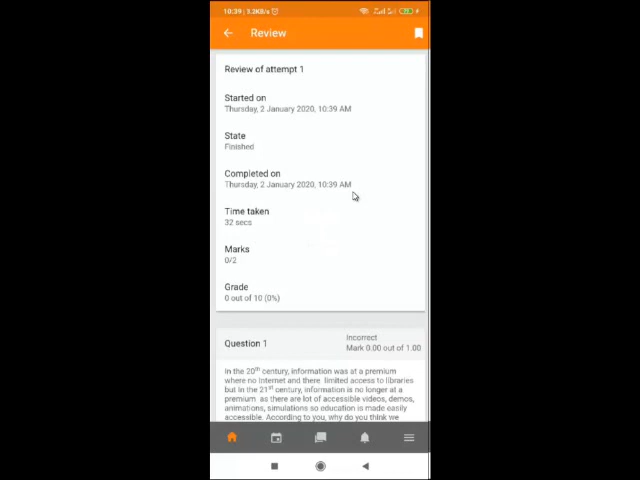 10:39 | 3.2KB/s
Review
Review of attempt 1
Started on
Thursday, 2 January 2020, 10:39 AM
State
Finished
Completed on
Thursday, 2 January 2020, 10:39 AM
Time taken
32 secs
Marks
0/2
Grade
0 out of 10 (0%)
Question 1
Incorrect
Mark 0.00 out of 1.00
In the 20th century, information was at a premium
where no Internet and there limited access to libraries
but In the 21st century, information is no longer at a
premium as there are lot of accessible videos, demos,
animations, simulations so education is made easily
accessible. According to you, why do you think we